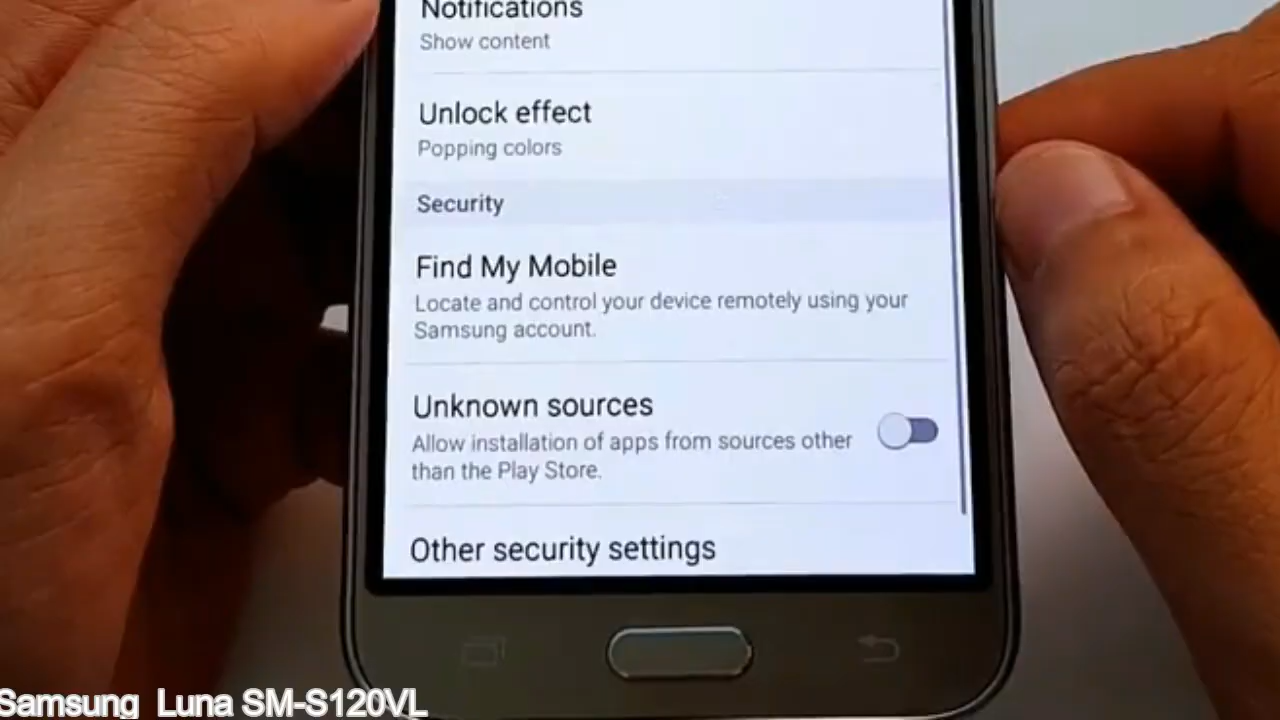 Notifications
Show content
Unlock effect
Popping colors
Security
Find My Mobile
Locate and control your device remotely using your
Samsung account.
Unknown sources
Allow installation of apps from sources other
than the Play Store.
Other security settings
Samsung Luna SM-S120VL